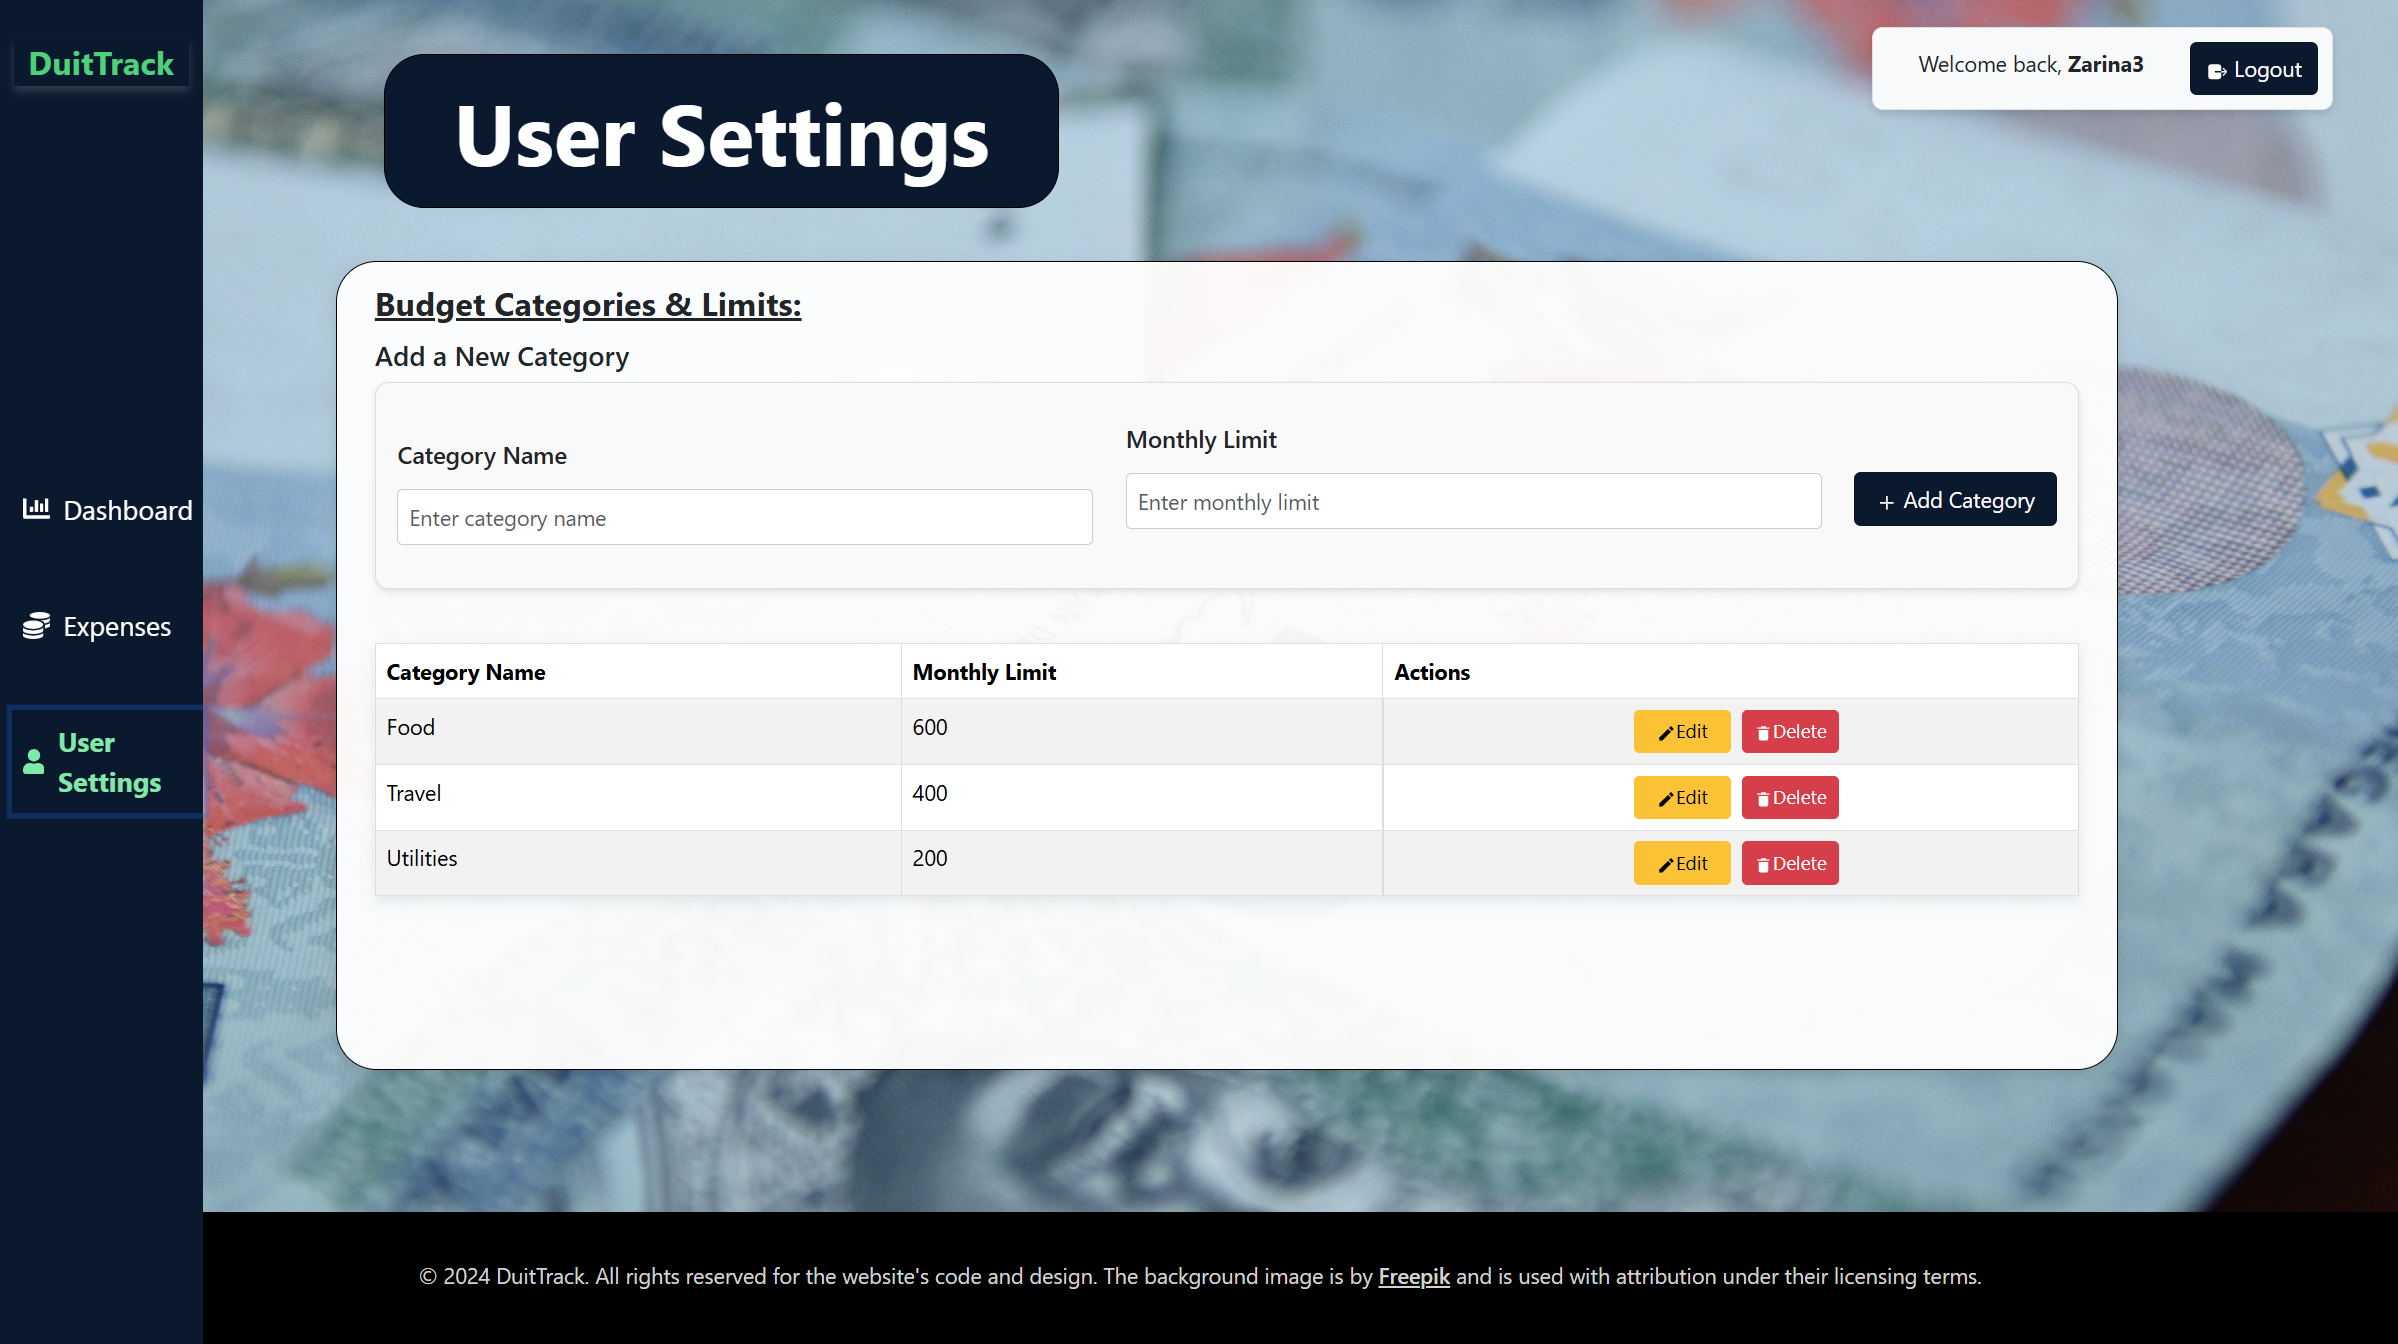 DuitTrack
Dashboard
Expenses
User
Settings
User Settings
Welcome back, Zarina3
Logout
Budget Categories & Limits:
Add a New Category
Category Name
Enter category name
Monthly Limit
Enter monthly limit
+ Add Category
Category Name Monthly Limit Actions
Food 600 Edit Delete
Travel 400 Edit Delete
Utilities 200 Edit Delete
© 2024 DuitTrack. All rights reserved for the website's code and design. The background image is by Freepik and is used with attribution under their licensing terms.